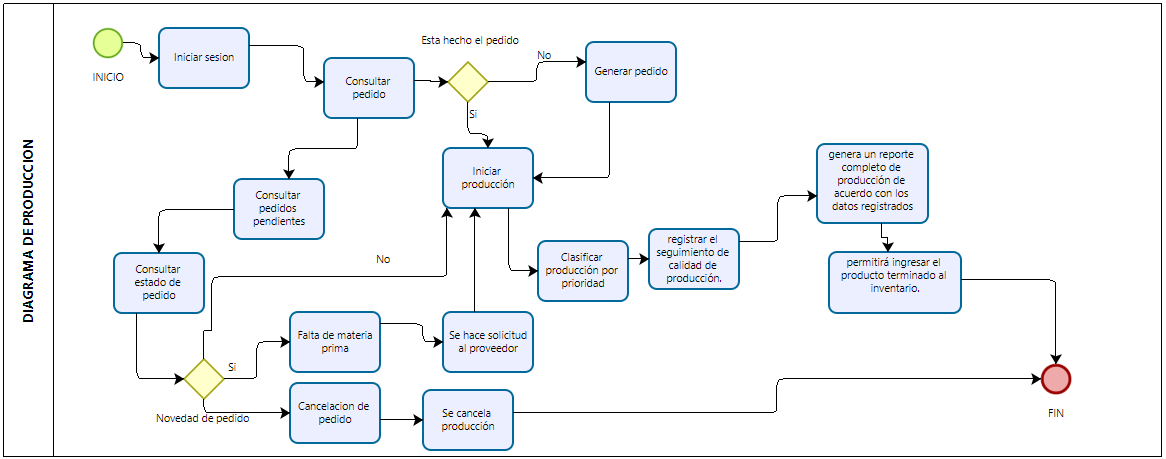 DIAGRAMA DE PRODUCCION
INICIO
Iniciar sesion
Consultar
pedido
Esta hecho el pedido
No
Generar pedido
Si
Iniciar
producción
Consultar
pedidos
pendientes
Consultar
estado de
pedido
No
Clasificar
producción por
prioridad
registrar el
seguimiento de
calidad de
producción.
genera un reporte
completo de
producción de
acuerdo con los
datos registrados
permitirá ingresar el
producto terminado al
inventario.
Falta de materia
prima
Se hace solicitud
al proveedor
Si
Novedad de pedido
Cancelacion de
pedido
Se cancela
producción
FIN